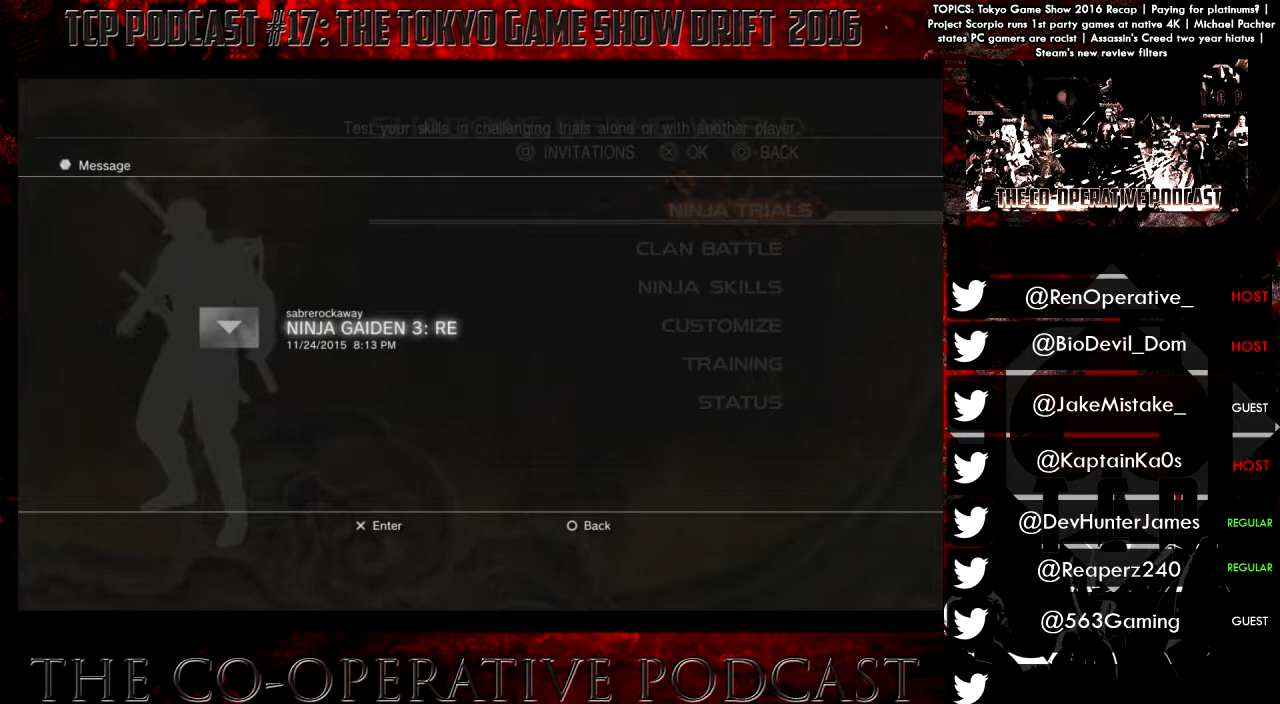 TCP PODCAST #17: THE TOKYO GAME SHOW DRIFT 2016
TOPICS: Tokyo Game Show 2016 Recap | Paying for platinums? |
Project Scorpio runs 1st party games at native 4K | Michael Pachter
states PC gamers are racist | Assassin's Creed two year hiatus |
Steam's new review filters
TCP
THE CO-OPERATIVE PODCAST
Test your skills in challenging trials alone or with another player.
INVITATIONS OK BACK
Message
NINJA TRIALS
CLAN BATTLE
NINJA SKILLS
CUSTOMIZE
TRAINING
STATUS
sabrerockaway
NINJA GAIDEN 3: RE
11/24/2015 8:13 PM
Enter Back
@RenOperative_ HOST
@BioDevil_Dom HOST
@JakeMistake_ GUEST
@KaptainKa0s HOST
@DevHunterJames REGULAR
@Reaperz240 REGULAR
@563Gaming GUEST
THE CO-OPERATIVE PODCAST